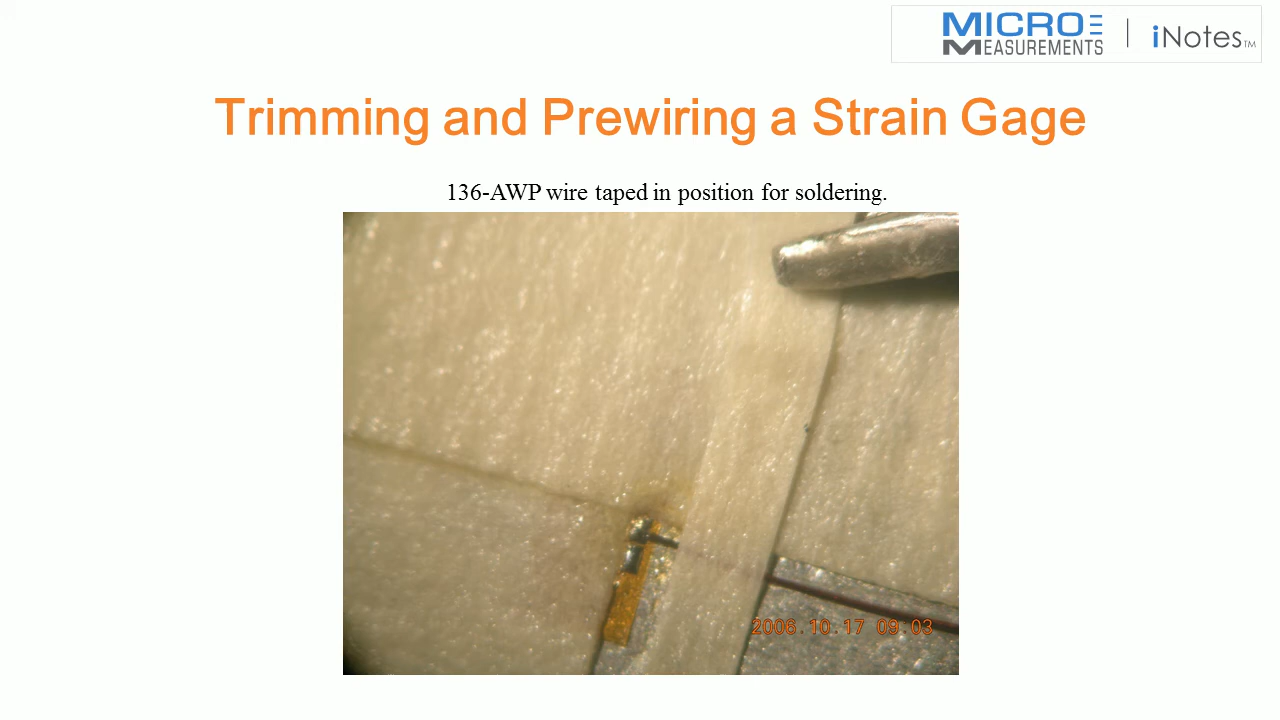 MICRO
MEASUREMENTS
iNotes™
Trimming and Prewiring a Strain Gage
136-AWP wire taped in position for soldering.
2006.10.17 09:03